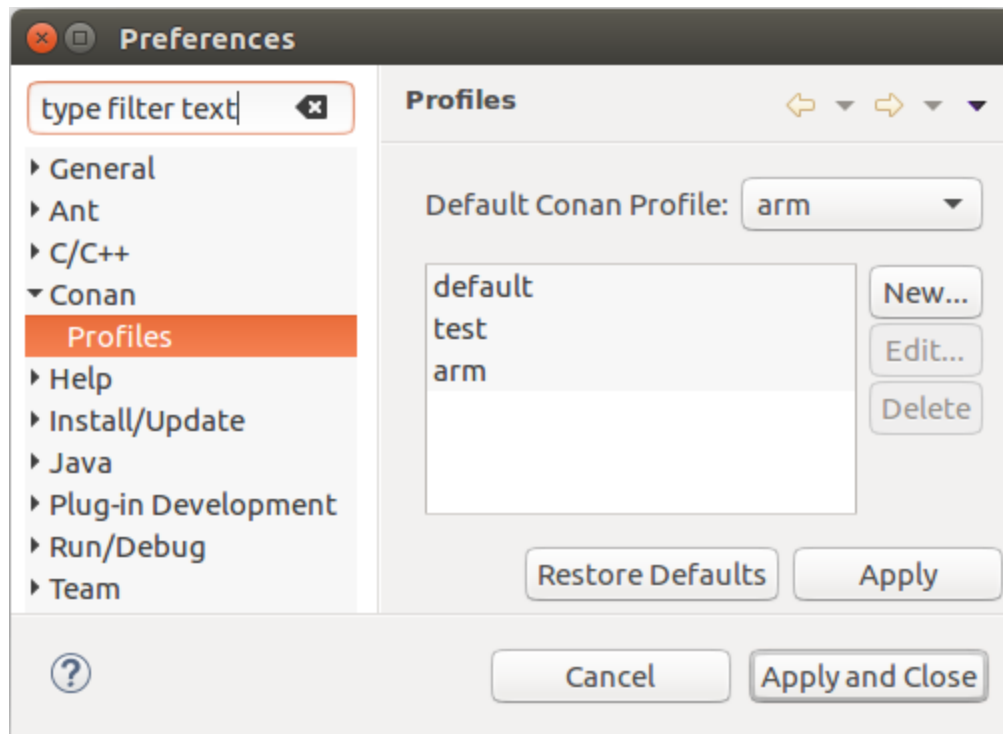 Preferences
type filter text
General
Ant
C/C++
Conan
Profiles
Help
Install/Update
Java
Plug-in Development
Run/Debug
Team
Profiles
Default Conan Profile: arm
default
test
arm
New...
Edit...
Delete
Restore Defaults
Apply
Cancel
Apply and Close